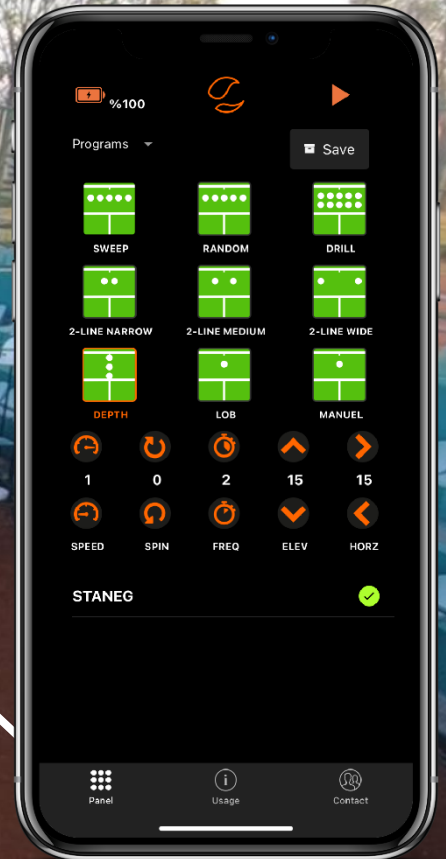 %100
Programs
Save
SWEEP RANDOM DRILL
2-LINE NARROW 2-LINE MEDIUM 2-LINE WIDE
DEPTH LOB MANUEL
1 0 2 15 15
SPEED SPIN FREQ ELEV HORZ
STANEG
Panel Usage Contact